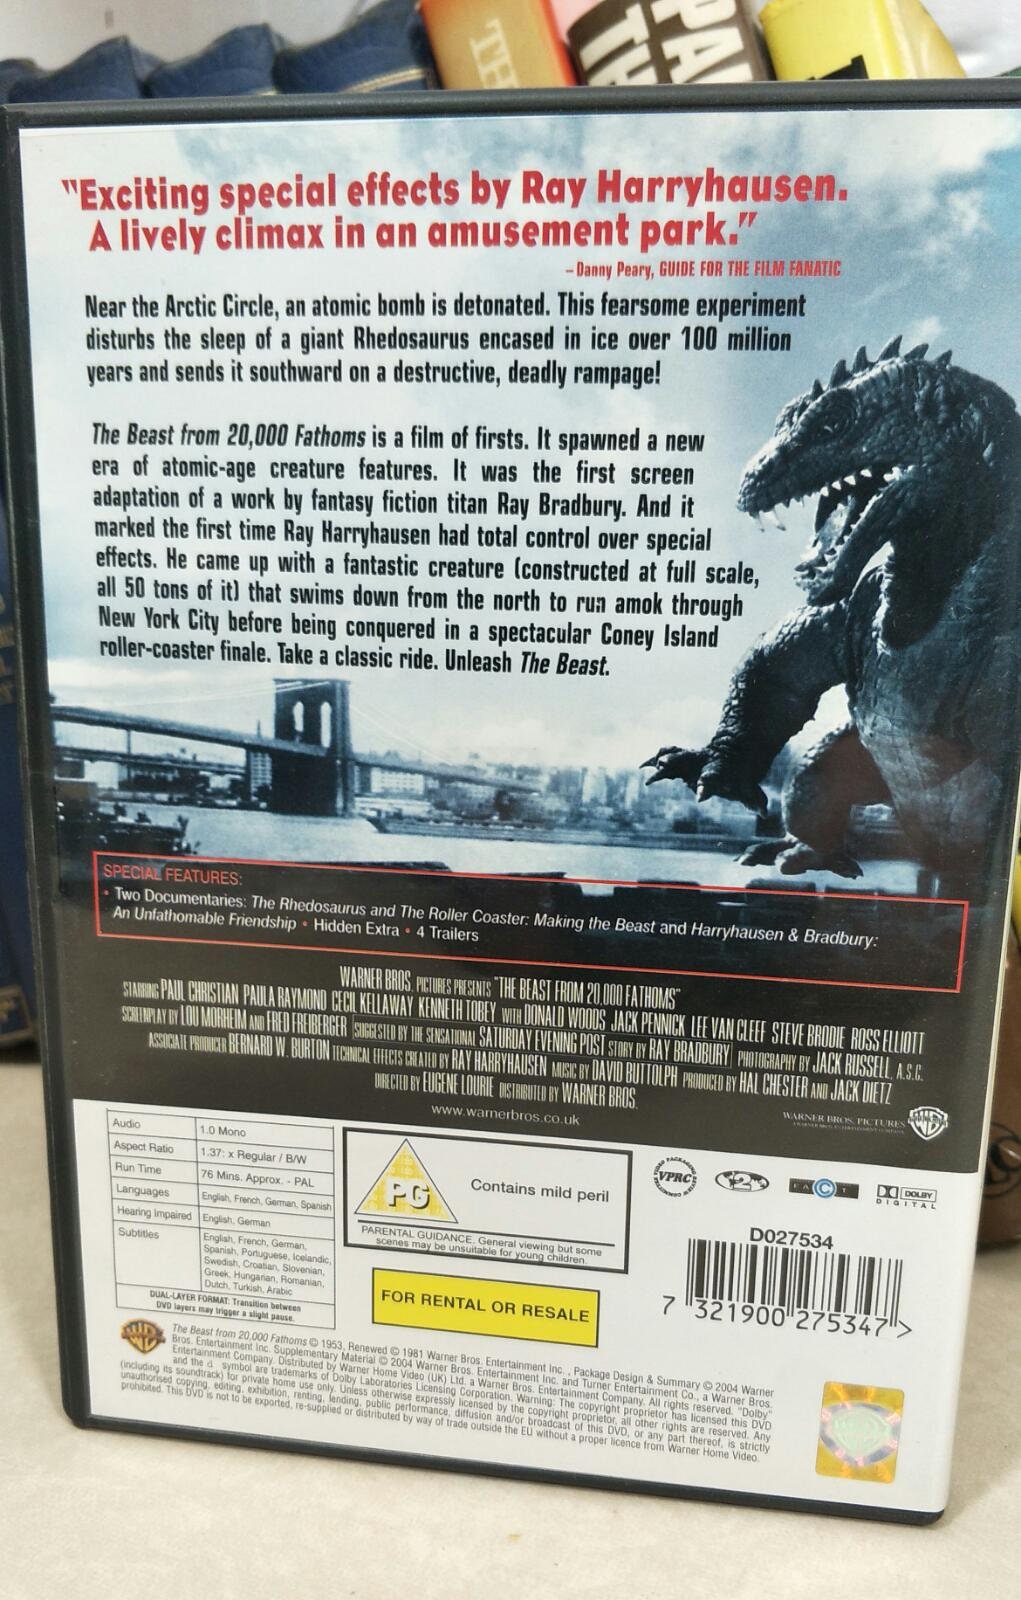 TH
PA
TH
"Exciting special effects by Ray Harryhausen.
A lively climax in an amusement park."
– Danny Peary, GUIDE FOR THE FILM FANATIC
Near the Arctic Circle, an atomic bomb is detonated. This fearsome experiment
disturbs the sleep of a giant Rhedosaurus encased in ice over 100 million
years and sends it southward on a destructive, deadly rampage!
The Beast from 20,000 Fathoms is a film of firsts. It spawned a new
era of atomic-age creature features. It was the first screen
adaptation of a work by fantasy fiction titan Ray Bradbury. And it
marked the first time Ray Harryhausen had total control over special
effects. He came up with a fantastic creature (constructed at full scale,
all 50 tons of it) that swims down from the north to run amok through
New York City before being conquered in a spectacular Coney Island
roller-coaster finale. Take a classic ride. Unleash The Beast.
SPECIAL FEATURES:
• Two Documentaries: The Rhedosaurus and The Roller Coaster: Making the Beast and Harryhausen & Bradbury:
An Unfathomable Friendship • Hidden Extra • 4 Trailers
WARNER BROS. PICTURES PRESENTS "THE BEAST FROM 20,000 FATHOMS"
STARRING PAUL CHRISTIAN PAULA RAYMOND CECIL KELLAWAY KENNETH TOBEY WITH DONALD WOODS JACK PENNICK LEE VAN CLEEF STEVE BRODIE ROSS ELLIOTT
SCREENPLAY BY LOU MORHEIM AND FRED FREIBERGER SUGGESTED BY THE SENSATIONAL SATURDAY EVENING POST STORY BY RAY BRADBURY PHOTOGRAPHY BY JACK RUSSELL, A.S.C.
ASSOCIATE PRODUCER BERNARD W. BURTON TECHNICAL EFFECTS CREATED BY RAY HARRYHAUSEN MUSIC BY DAVID BUTTOLPH PRODUCED BY HAL CHESTER AND JACK DIETZ
DIRECTED BY EUGENE LOURIE DISTRIBUTED BY WARNER BROS.
www.warnerbros.co.uk
WARNER BROS. PICTURES
Audio 1.0 Mono
Aspect Ratio 1.37: x Regular / B/W
Run Time 76 Mins. Approx. - PAL
Languages English, French, German, Spanish
Hearing Impaired English, German
Subtitles English, French, German,
Spanish, Portuguese, Icelandic,
Swedish, Croatian, Slovenian,
Greek, Hungarian, Romanian,
Dutch, Turkish, Arabic
DUAL-LAYER FORMAT: Transition between
DVD layers may trigger a slight pause.
PG
Contains mild peril
PARENTAL GUIDANCE. General viewing but some
scenes may be unsuitable for young children.
FOR RENTAL OR RESALE
VPRC
2
FACT
DOLBY
DIGITAL
D027534
7 321900 275347 >
The Beast from 20,000 Fathoms © 1953, Renewed © 1981 Warner Bros. Entertainment Inc. , Package Design & Summary © 2004 Warner
Bros. Entertainment Inc. Supplementary Material © 2004 Warner Bros. Entertainment Inc. and Turner Entertainment Co., a Warner Bros.
Entertainment Company. Distributed by Warner Home Video (UK) Ltd. a Warner Bros. Entertainment Company. All rights reserved. "Dolby"
and the d symbol are trademarks of Dolby Laboratories Licensing Corporation. Warning: The copyright proprietor has licensed this DVD
(including its soundtrack) for private home use only. Unless otherwise expressly licensed by the copyright proprietor, all other rights are reserved. Any
unauthorised copying, editing, exhibition, renting, lending, public performance, diffusion and/or broadcast of this DVD, or any part thereof, is strictly
prohibited. This DVD is not to be exported, re-supplied or distributed by way of trade outside the EU without a proper licence from Warner Home Video.